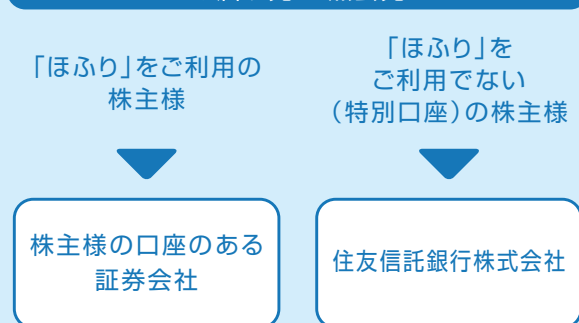 「ほふり」をご利用の
株主様
「ほふり」を
ご利用でない
（特別口座）の株主様
株主様の口座のある
証券会社
住友信託銀行株式会社